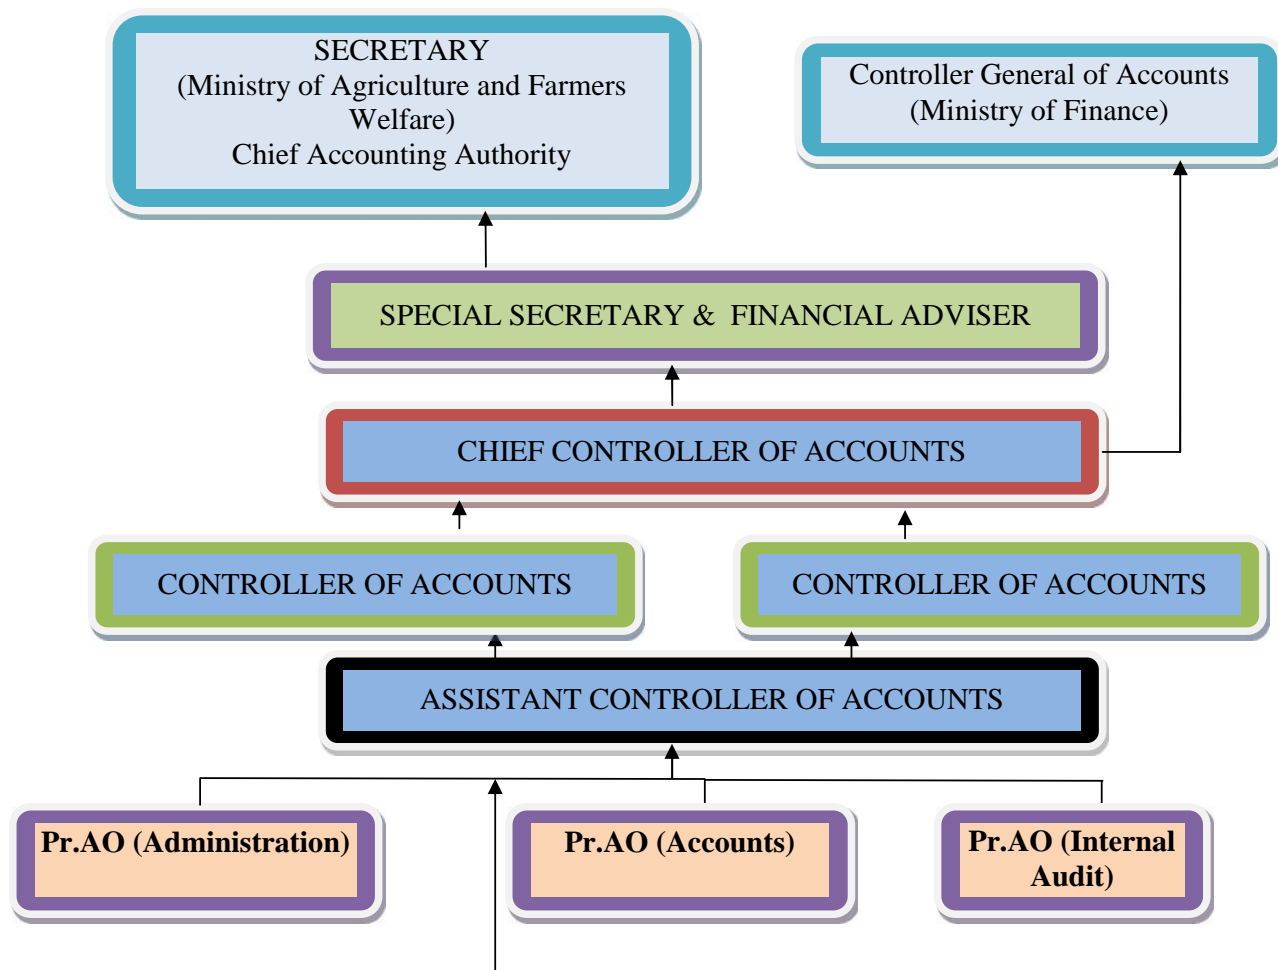 SECRETARY
(Ministry of Agriculture and Farmers
Welfare)
Chief Accounting Authority
Controller General of Accounts
(Ministry of Finance)
SPECIAL SECRETARY & FINANCIAL ADVISER
CHIEF CONTROLLER OF ACCOUNTS
CONTROLLER OF ACCOUNTS
CONTROLLER OF ACCOUNTS
ASSISTANT CONTROLLER OF ACCOUNTS
Pr.AO (Administration)
Pr.AO (Accounts)
Pr.AO (Internal
Audit)